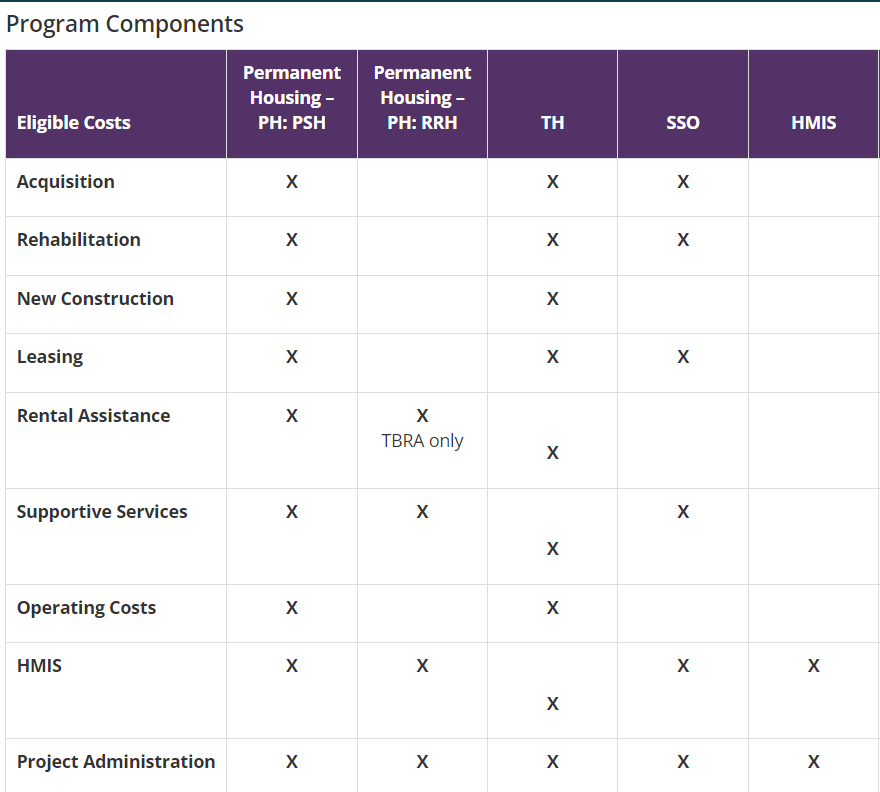 Program Components
Eligible Costs
Permanent Housing –
PH: PSH
Permanent Housing –
PH: RRH
TH
SSO
HMIS
Acquisition X X X
Rehabilitation X X X
New Construction X X
Leasing X X X
Rental Assistance X X
TBRA only
X
Supportive Services X X X
X
Operating Costs X X
HMIS X X X X
X
Project Administration X X X X X